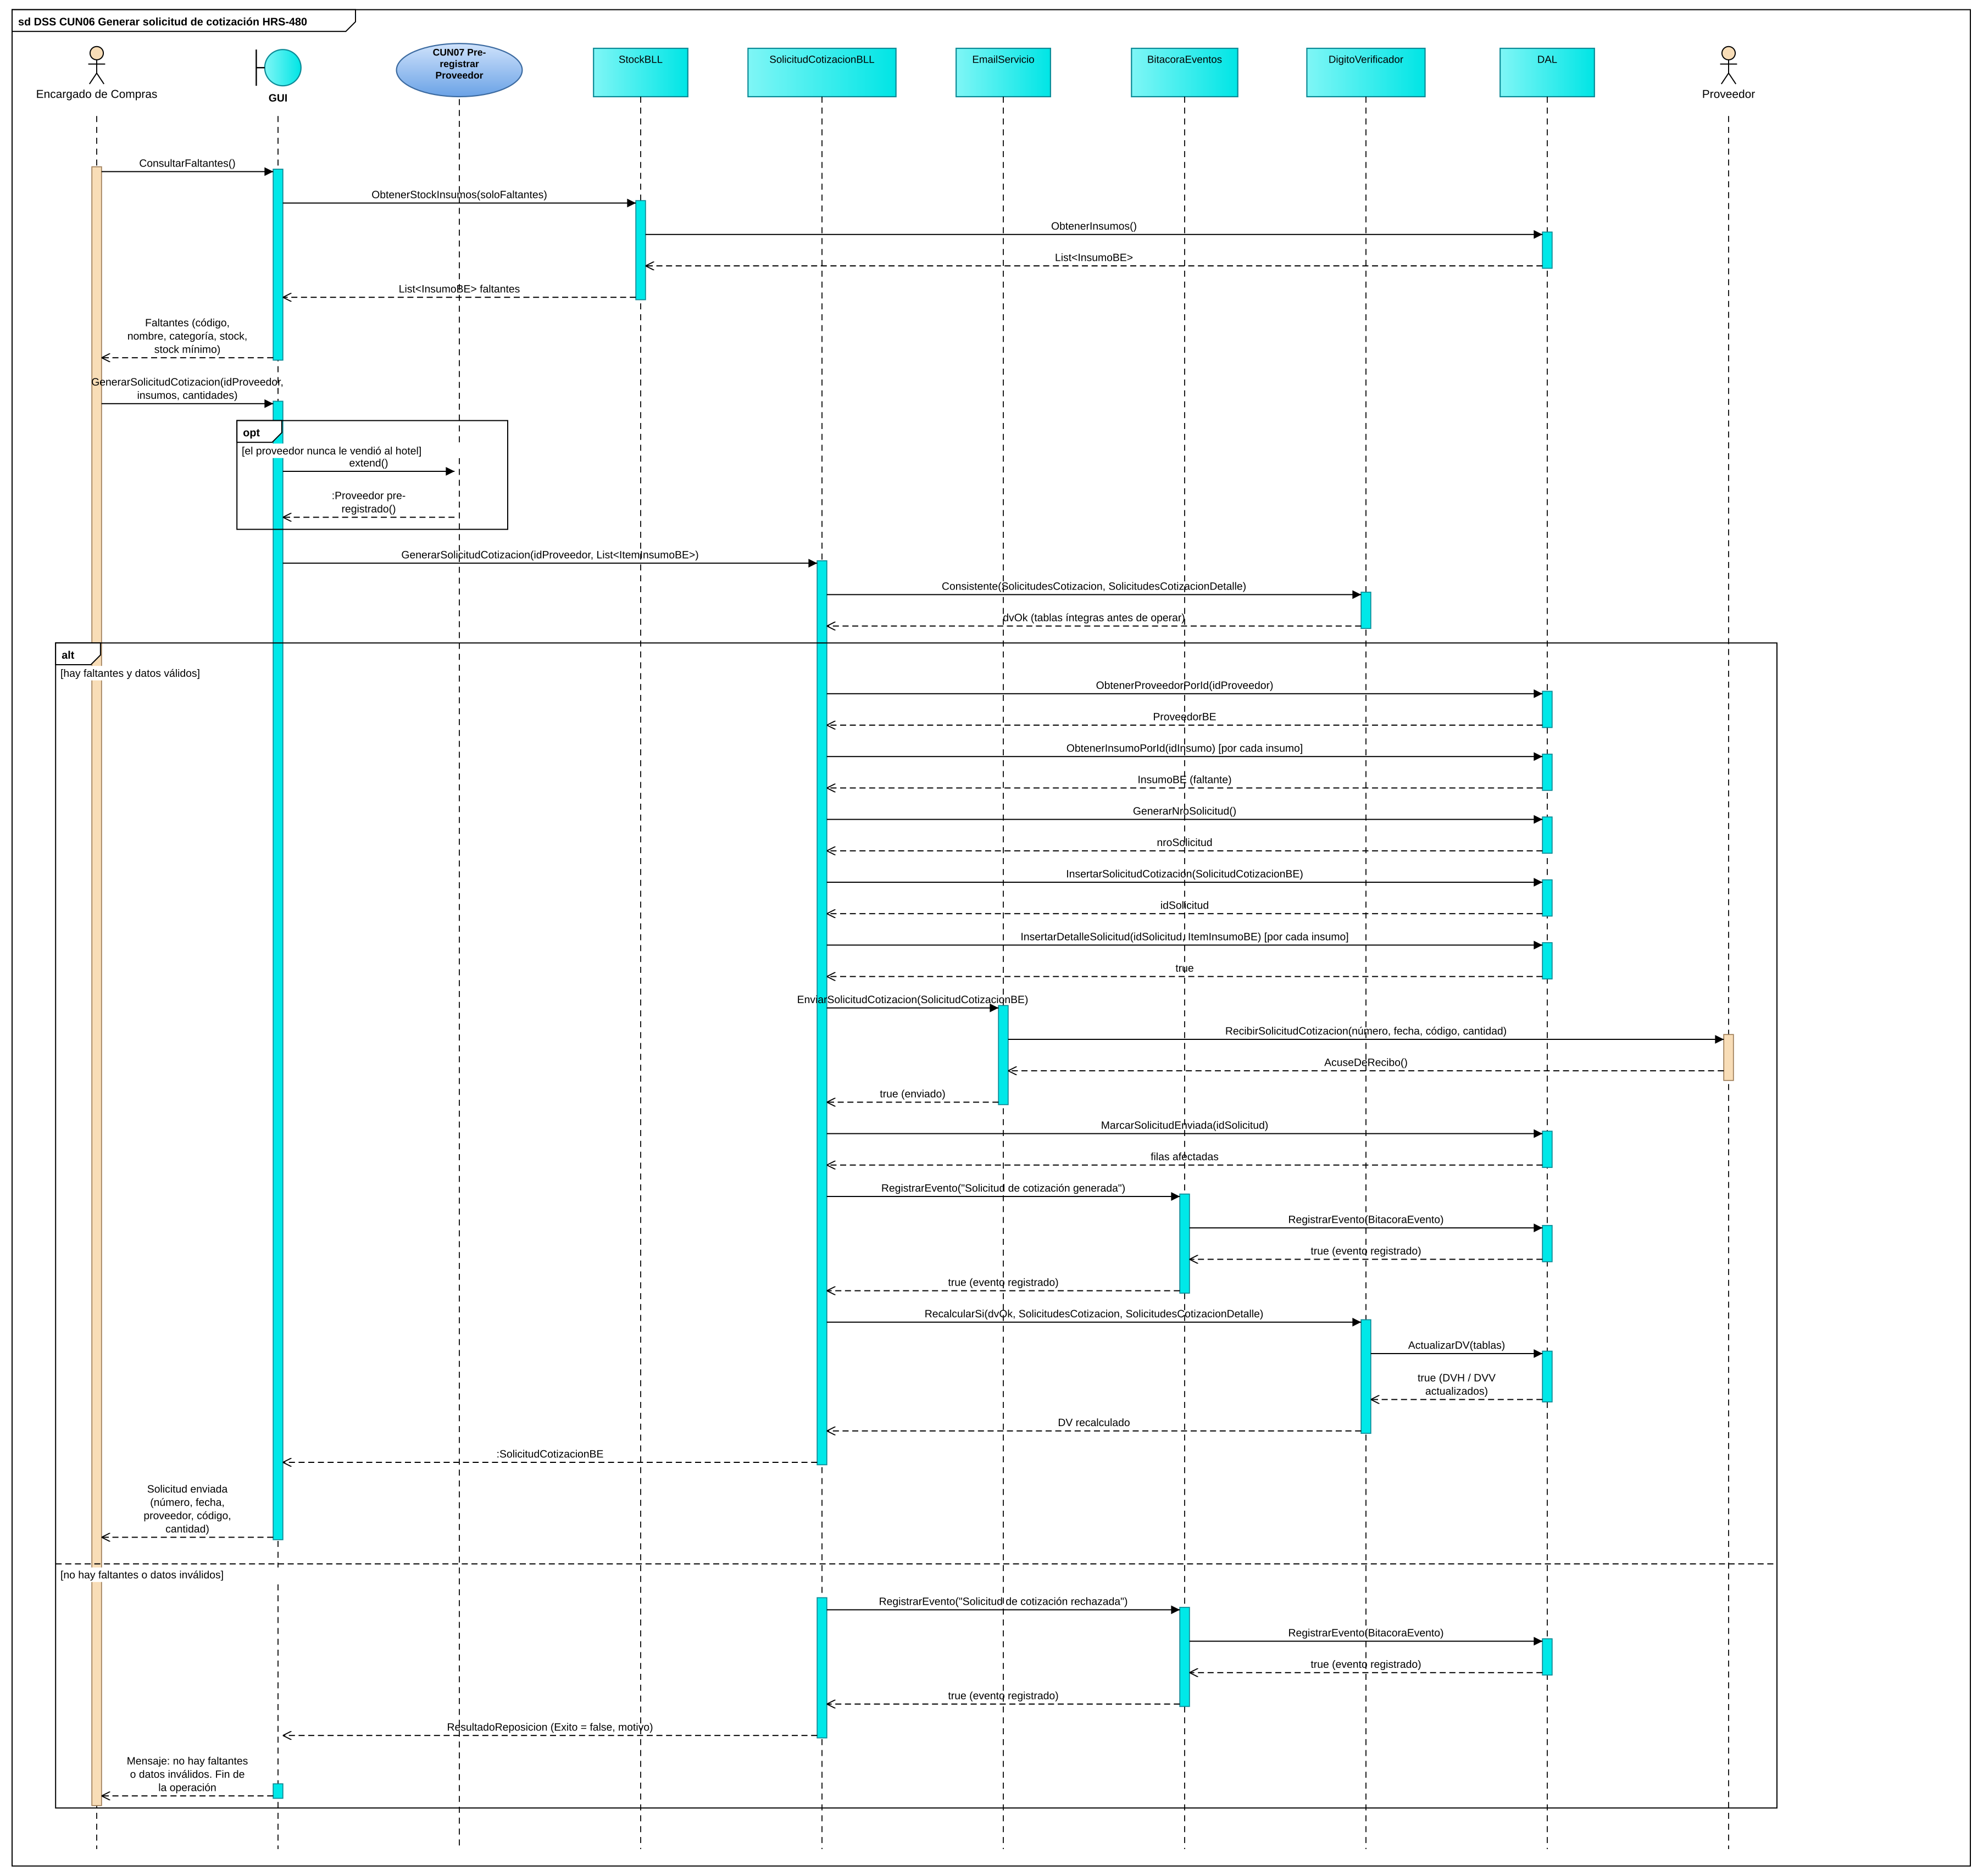 sd DSS CUN06 Generar solicitud de cotización HRS-480
Encargado de Compras
GUI
CUN07 Pre-
registrar
Proveedor
StockBLL
SolicitudCotizacionBLL
EmailServicio
BitacoraEventos
DigitoVerificador
DAL
Proveedor
ConsultarFaltantes()
ObtenerStockInsumos(soloFaltantes)
ObtenerInsumos()
List<InsumoBE>
List<InsumoBE> faltantes
Faltantes (código,
nombre, categoría, stock,
stock mínimo)
GenerarSolicitudCotizacion(idProveedor,
insumos, cantidades)
opt
[el proveedor nunca le vendió al hotel]
extend()
:Proveedor pre-
registrado()
GenerarSolicitudCotizacion(idProveedor, List<ItemInsumoBE>)
Consistente(SolicitudesCotizacion, SolicitudesCotizacionDetalle)
dvOk (tablas íntegras antes de operar)
alt
[hay faltantes y datos válidos]
ObtenerProveedorPorId(idProveedor)
ProveedorBE
ObtenerInsumoPorId(idInsumo) [por cada insumo]
InsumoBE (faltante)
GenerarNroSolicitud()
nroSolicitud
InsertarSolicitudCotizacion(SolicitudCotizacionBE)
idSolicitud
InsertarDetalleSolicitud(idSolicitud, ItemInsumoBE) [por cada insumo]
true
EnviarSolicitudCotizacion(SolicitudCotizacionBE)
RecibirSolicitudCotizacion(número, fecha, código, cantidad)
AcuseDeRecibo()
true (enviado)
MarcarSolicitudEnviada(idSolicitud)
filas afectadas
RegistrarEvento("Solicitud de cotización generada")
RegistrarEvento(BitacoraEvento)
true (evento registrado)
true (evento registrado)
RecalcularSi(dvOk, SolicitudesCotizacion, SolicitudesCotizacionDetalle)
ActualizarDV(tablas)
true (DVH / DVV
actualizados)
DV recalculado
:SolicitudCotizacionBE
Solicitud enviada
(número, fecha,
proveedor, código,
cantidad)
[no hay faltantes o datos inválidos]
RegistrarEvento("Solicitud de cotización rechazada")
RegistrarEvento(BitacoraEvento)
true (evento registrado)
true (evento registrado)
ResultadoReposicion (Exito = false, motivo)
Mensaje: no hay faltantes
o datos inválidos. Fin de
la operación